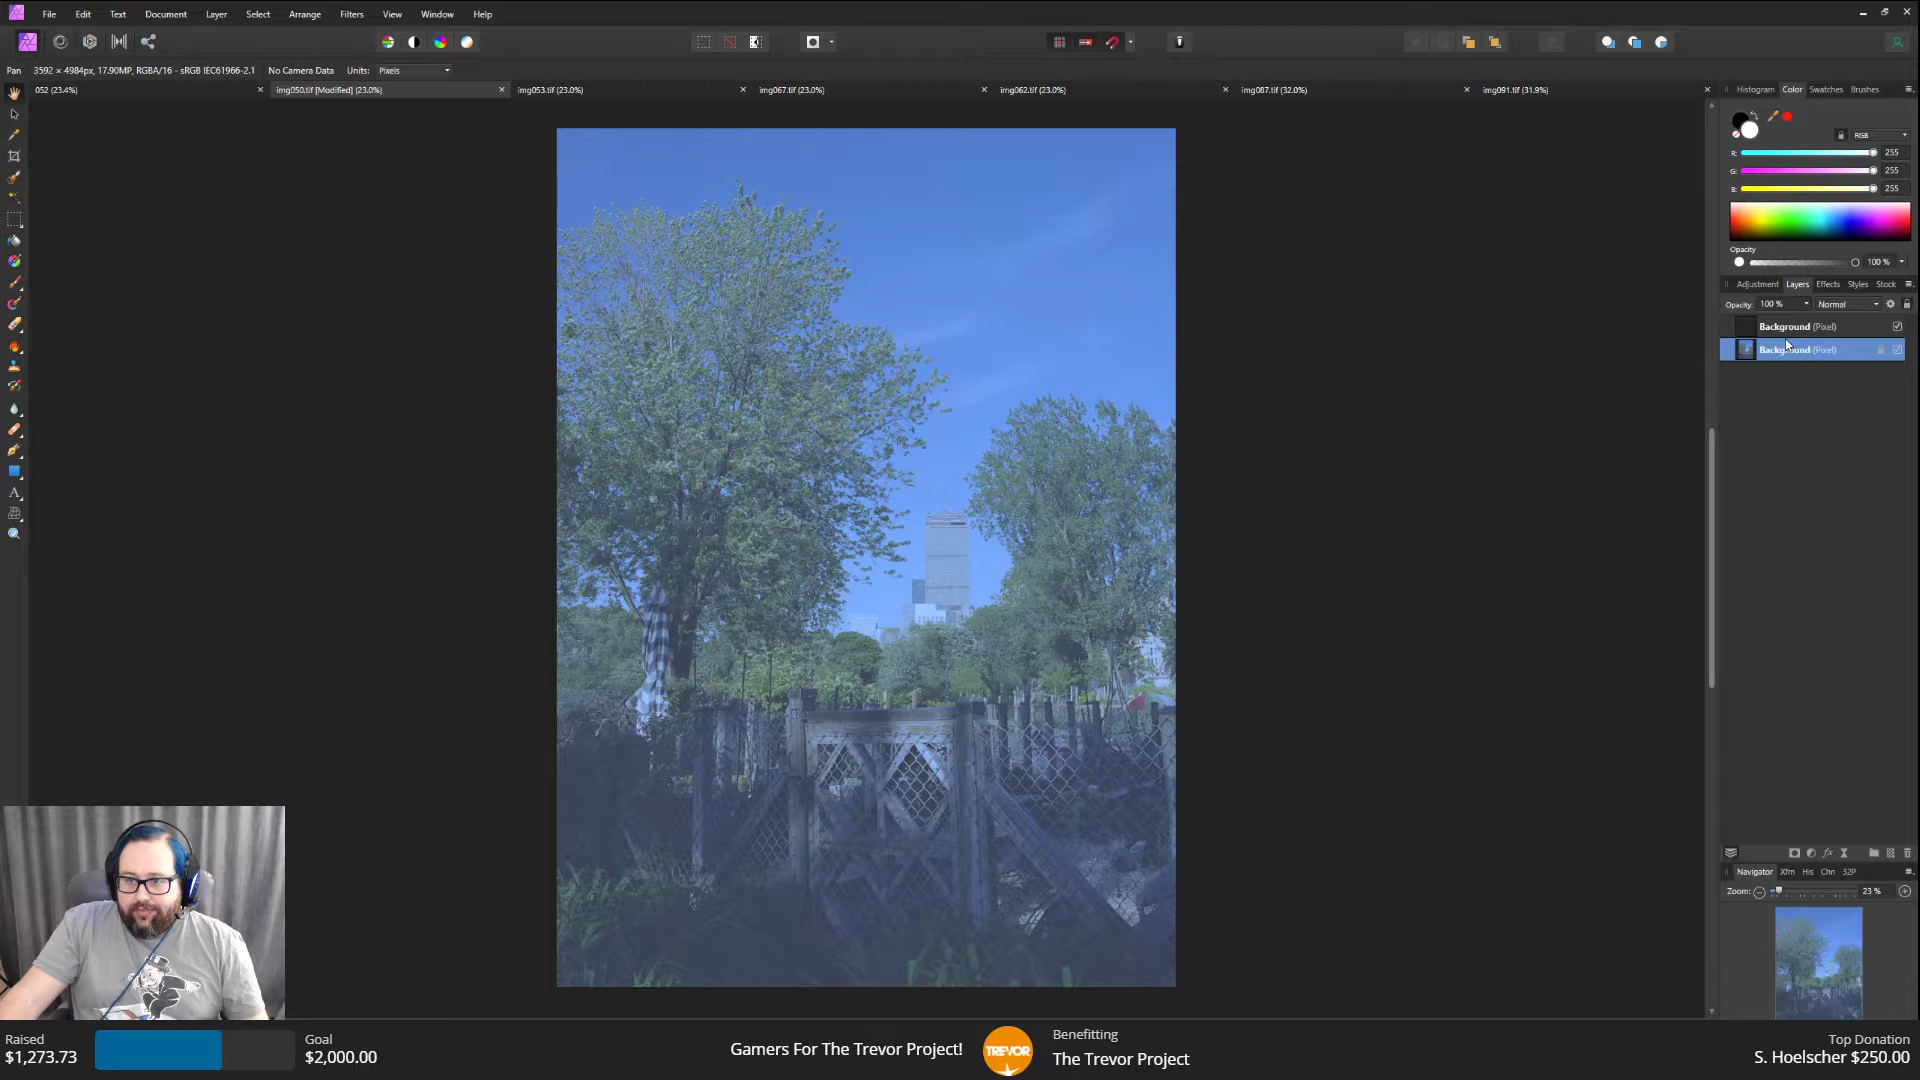 File Edit Text Document Layer Select Arrange Filters View Window Help
Pan 3592 × 4984px, 17.90MP, RGBA/16 - sRGB IEC61966-2.1 No Camera Data Units: Pixels
052 (23.4%) img050.tif [Modified] (23.0%) img053.tif (23.0%) img067.tif (23.0%) img062.tif (23.0%) img087.tif (32.0%) img091.tif (31.9%)
Histogram Color Swatches Brushes
RGB
R: 255
G: 255
B: 255
Opacity
100 %
Adjustment Layers Effects Styles Stock
Opacity: 100 % Normal
Background (Pixel)
Background (Pixel)
Navigator Xfm His Chn 32P
Zoom: 23 %
Raised
$1,273.73
Goal
$2,000.00
Gamers For The Trevor Project!
TREVOR
Benefitting
The Trevor Project
Top Donation
S. Hoelscher $250.00